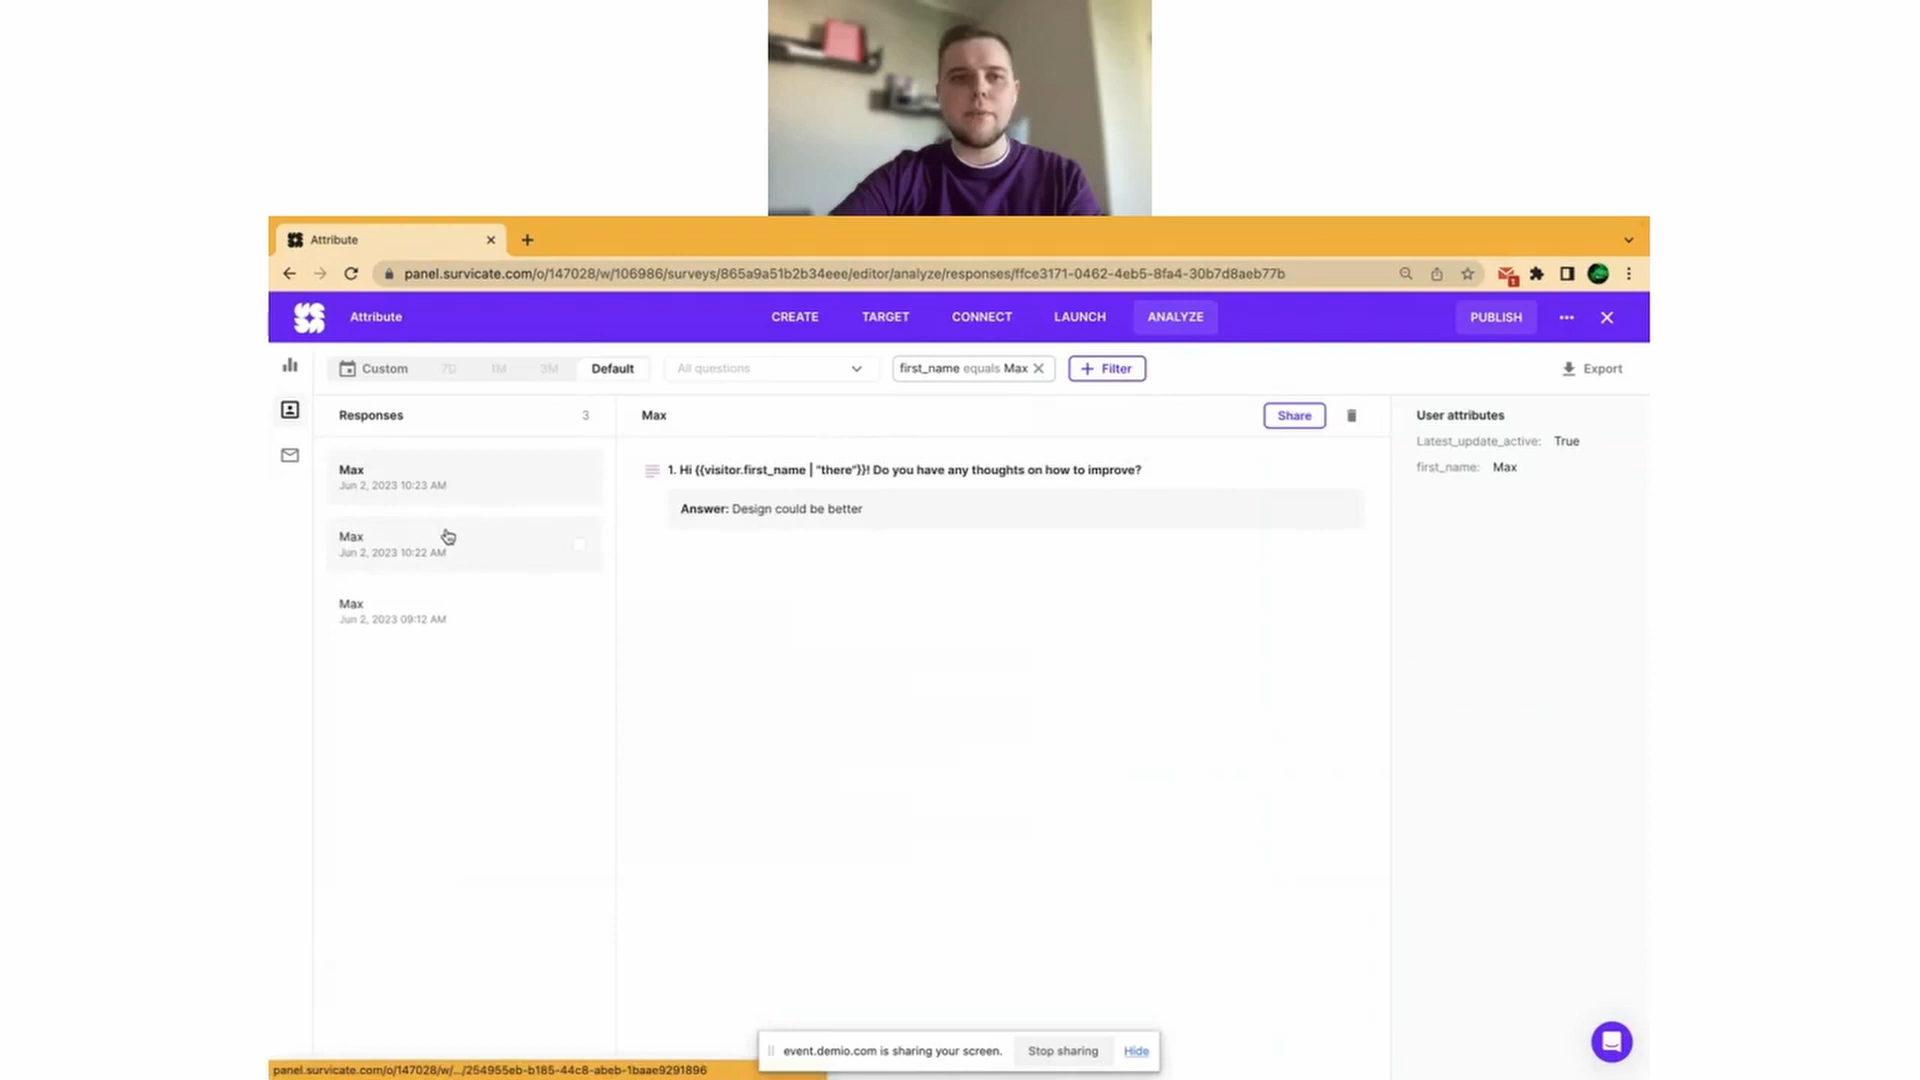 Attribute
panel.survicate.com/o/147028/w/106986/surveys/865a9a51b2b34eee/editor/analyze/responses/ffce3171-0462-4eb5-8fa4-30b7d8aeb77b
1
Attribute
CREATE
TARGET
CONNECT
LAUNCH
ANALYZE
PUBLISH
Custom
7D
1M
3M
Default
All questions
first_name equals Max
Filter
Export
Responses
3
Max
Share
User attributes
Latest_update_active: True
first_name: Max
Max
Jun 2, 2023 10:23 AM
Max
Jun 2, 2023 10:22 AM
Max
Jun 2, 2023 09:12 AM
1. Hi {{visitor.first_name | "there"}}! Do you have any thoughts on how to improve?
Answer: Design could be better
event.demio.com is sharing your screen.
Stop sharing
Hide
panel.survicate.com/o/147028/w/.../254955eb-b185-44c8-abeb-1baae9291896